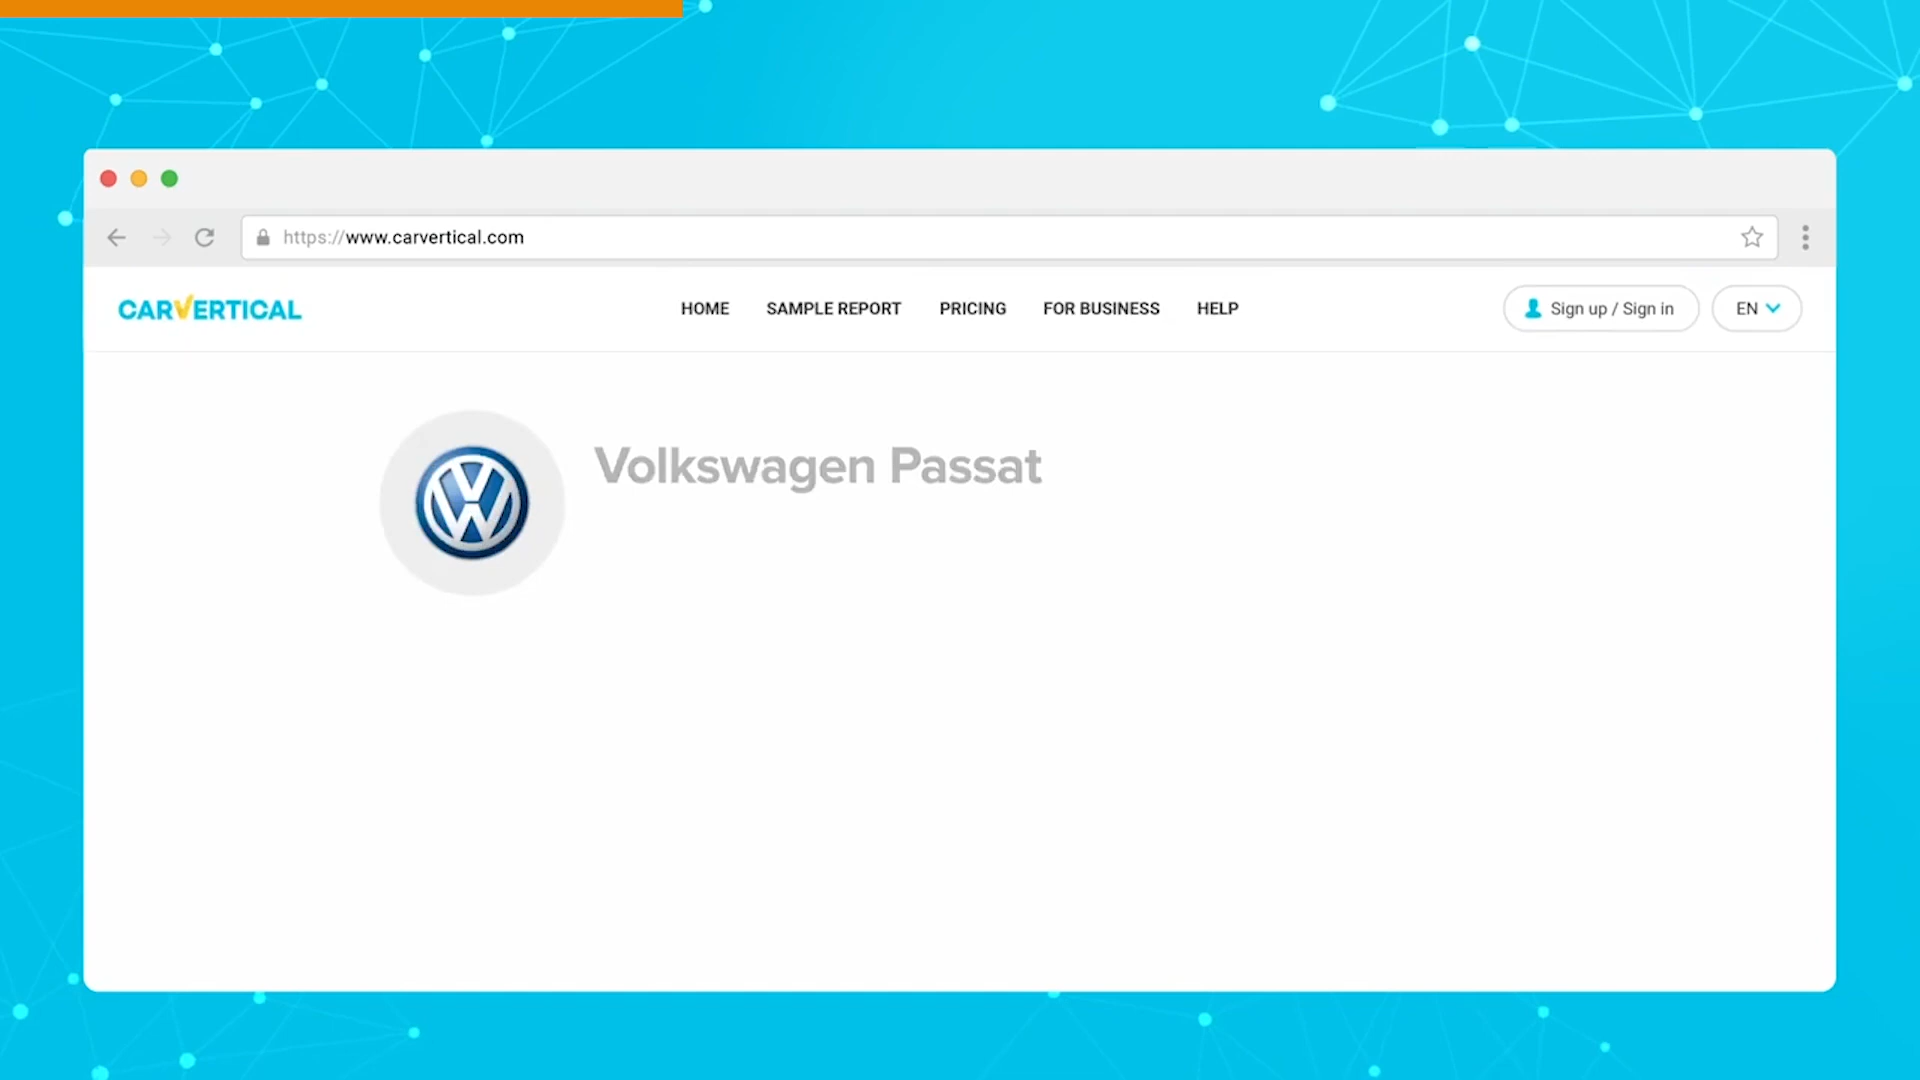 https://www.carvertical.com
CARVERTICAL
HOME SAMPLE REPORT PRICING FOR BUSINESS HELP
Sign up / Sign in
EN
Volkswagen Passat